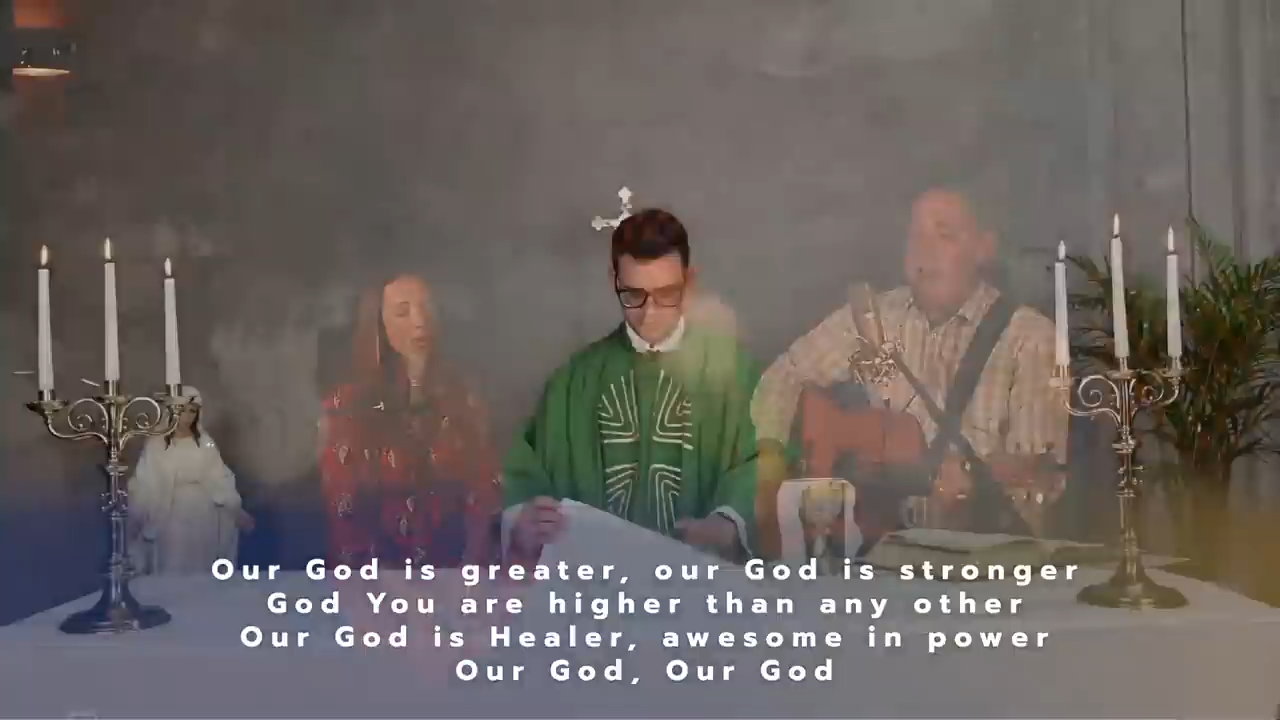 Our God is greater, our God is stronger
God You are higher than any other
Our God is Healer, awesome in power
Our God, Our God